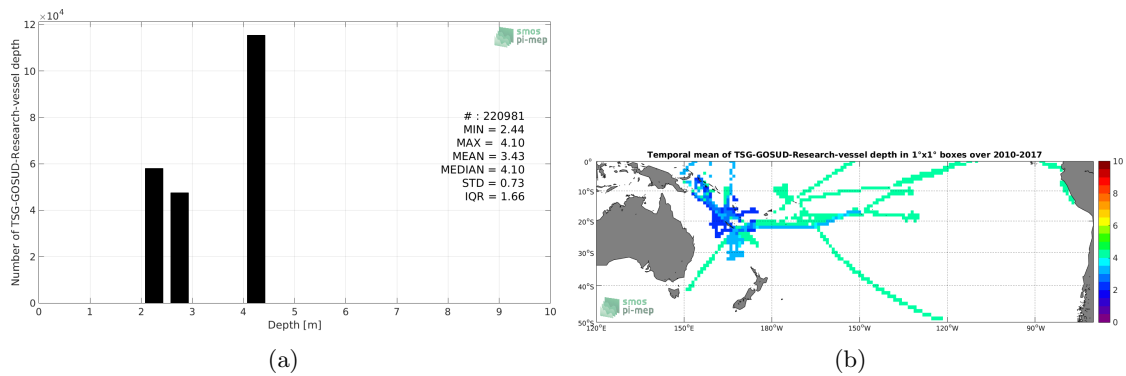 ×10⁴
12
10
8
6
4
2
0
Number of TSG-GOSUD-Research-vessel depth
smos
pi-mep
# : 220981
MIN = 2.44
MAX = 4.10
MEAN = 3.43
MEDIAN = 4.10
STD = 0.73
IQR = 1.66
0 1 2 3 4 5 6 7 8 9 10
Depth [m]
(a)
Temporal mean of TSG-GOSUD-Research-vessel depth in 1°x1° boxes over 2010-2017
0°
10°S
20°S
30°S
40°S
50°S
120°E 150°E 180°W 150°W 120°W 90°W
smos
pi-mep
10
8
6
4
2
0
(b)